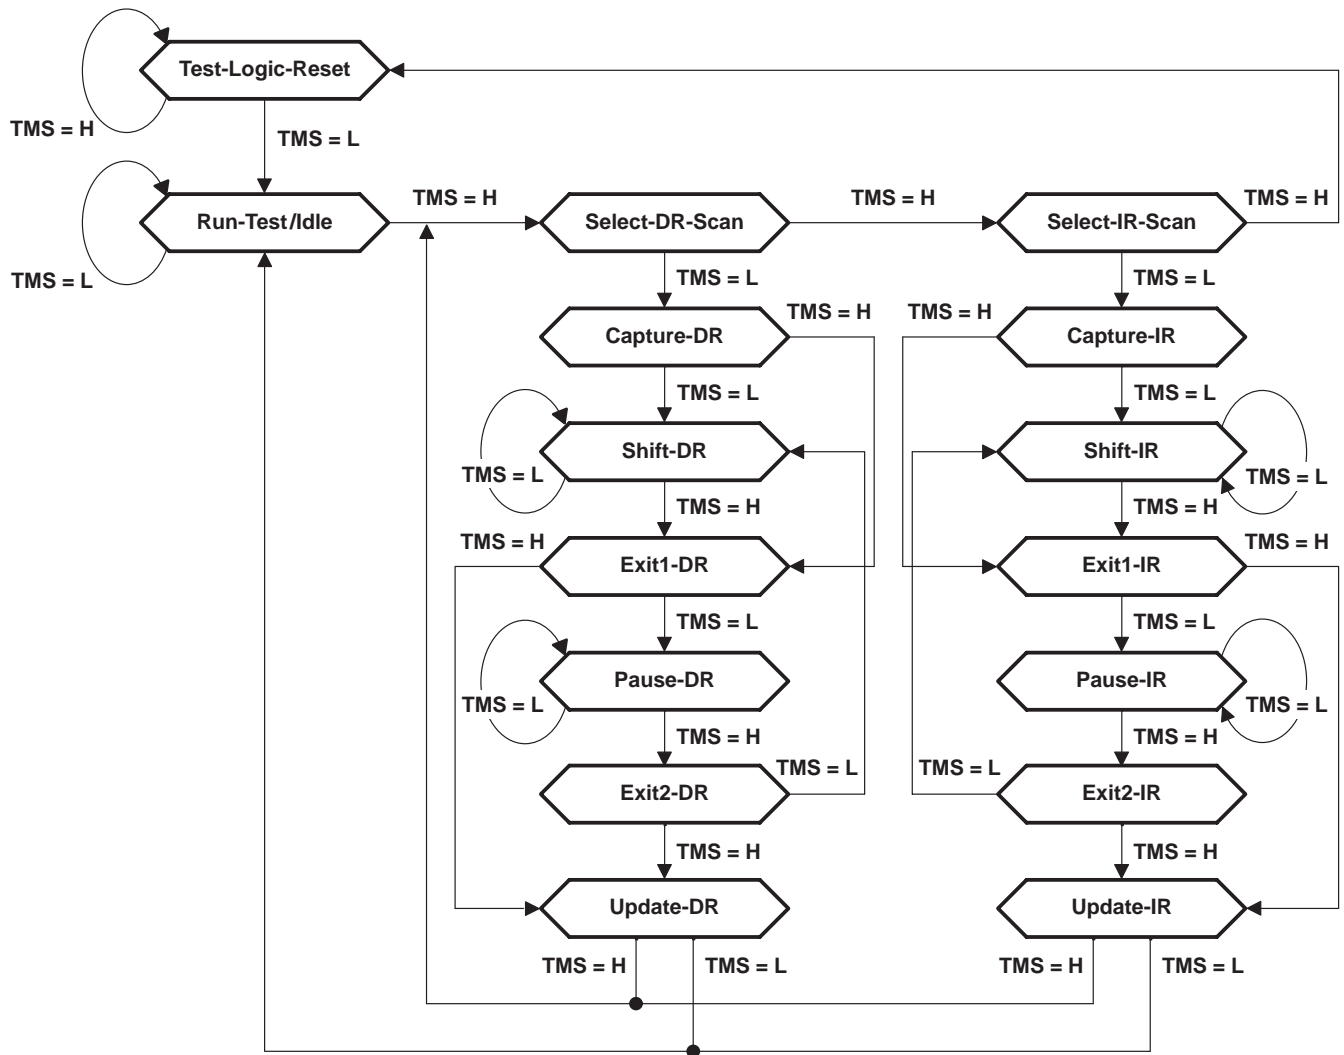 Test-Logic-Reset
TMS = H
TMS = L
Run-Test/Idle
TMS = H
Select-DR-Scan
TMS = H
Select-IR-Scan
TMS = H
TMS = L
TMS = L
TMS = L
Capture-DR
TMS = H
TMS = H
Capture-IR
TMS = L
TMS = L
Shift-DR
TMS = L
Shift-IR
TMS = L
TMS = H
TMS = H
TMS = H
Exit1-DR
Exit1-IR
TMS = H
TMS = L
TMS = L
Pause-DR
TMS = L
Pause-IR
TMS = L
TMS = H
TMS = H
Exit2-DR
TMS = L
TMS = L
Exit2-IR
TMS = H
TMS = H
Update-DR
Update-IR
TMS = H
TMS = L
TMS = H
TMS = L